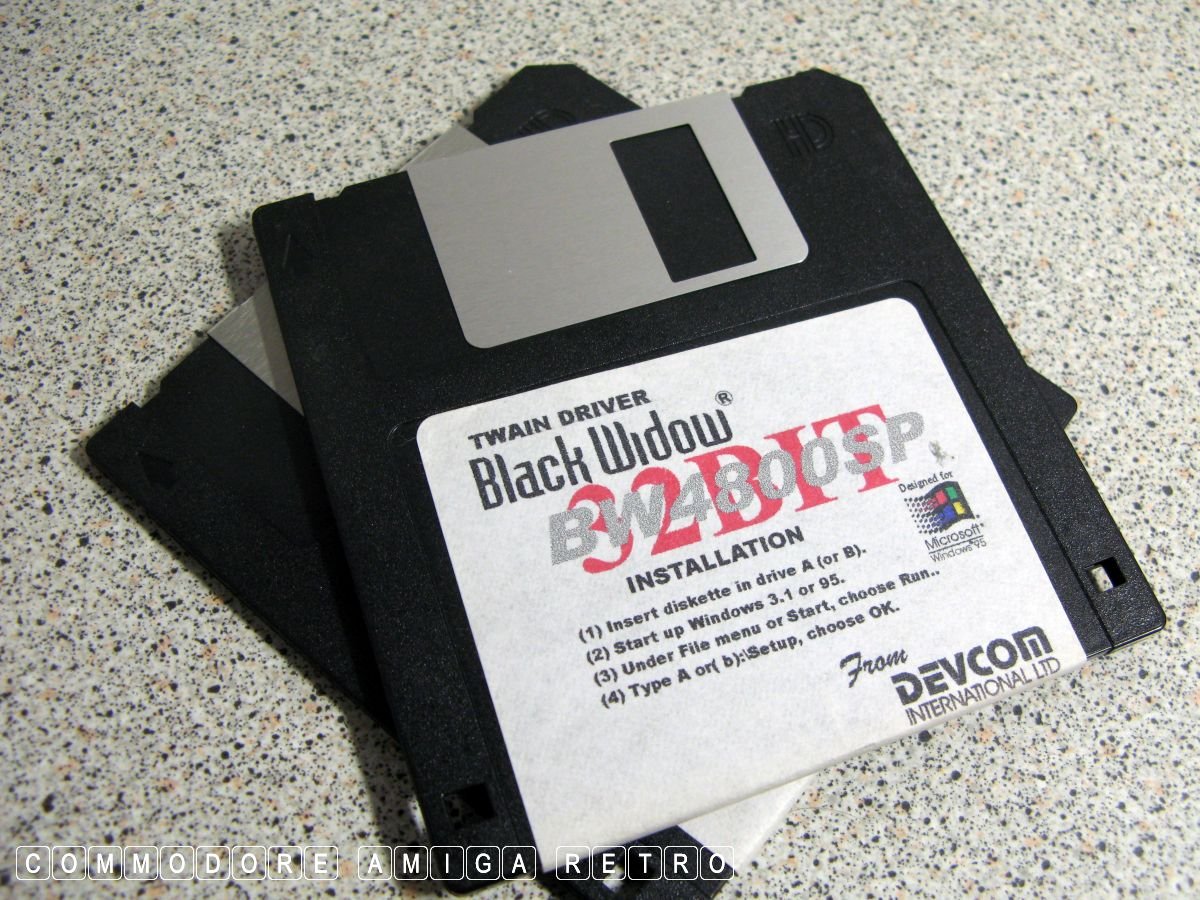 HD
TWAIN DRIVER
Black Widow®
32BIT
BW4800SP
INSTALLATION
(1) Insert diskette in drive A (or B).
(2) Start up Windows 3.1 or 95.
(3) Under File menu or Start, choose Run..
(4) Type A or( b):\Setup, choose OK.
Designed for
Microsoft
Windows 95
From
DEVCOM
INTERNATIONAL LTD
COMMODORE AMIGA RETRO